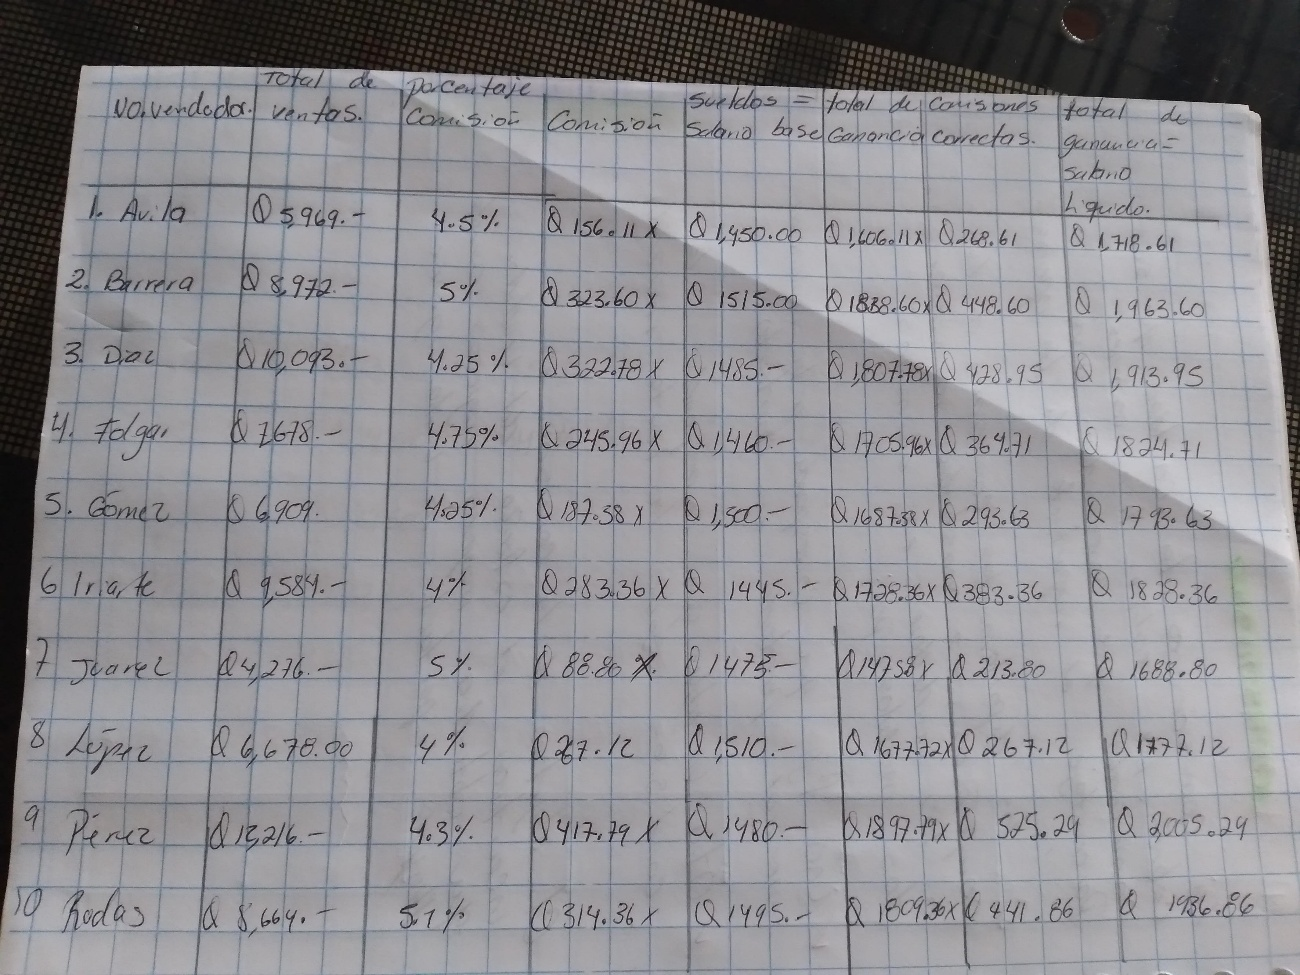 No. vendedor. Total de ventas. porcentaje Comisión Comisión Sueldos = Salario base total de Ganancia Comisiones correctas. total de ganancia = salario líquido.
1. Avila Q 5,969.- 4.5% Q 156.11 x Q 1,450.00 Q 1,606.11 x Q 268.61 Q 1,718.61
2. Barrera Q 8,972.- 5% Q 323.60 x Q 1515.00 Q 1838.60 x Q 448.60 Q 1,963.60
3. Diaz Q 10,093.- 4.25% Q 322.78 x Q 1485.- Q 1,807.78 x Q 428.95 Q 1,913.95
4. Folgar Q 7678.- 4.75% Q 245.96 x Q 1,460.- Q 1705.96 x Q 364.71 Q 1824.71
5. Gómez Q 6,909. 4.25% Q 187.38 x Q 1,500.- Q 1687.38 x Q 293.63 Q 1793.63
6 Iriarte Q 9,584.- 4% Q 283.36 x Q 1445.- Q 1728.36 x Q 383.36 Q 1828.36
7 Juarez Q 4,276.- 5% Q 88.80 x. Q 1475.- Q 14758 x Q 213.80 Q 1688.80
8 López Q 6,678.00 4% Q 267.12 Q 1,510.- Q 1677.72 x Q 267.12 Q 1777.12
9 Pérez 4.3% Q 417.79 x Q 1480.- Q 1897.79 x Q 525.29 Q 2,005.29
10 Rodas Q 8,664.- 5.1% Q 314.36 x Q 1495.- Q 1809.36 x Q 441.86 Q 1936.86